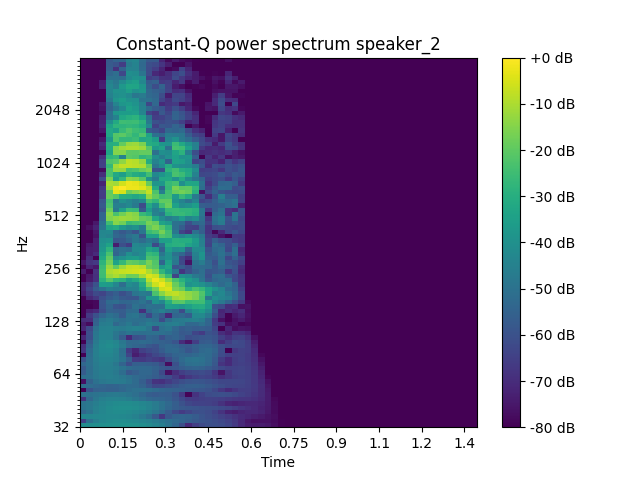 Constant-Q power spectrum speaker_2
+0 dB
-10 dB
-20 dB
-30 dB
-40 dB
-50 dB
-60 dB
-70 dB
-80 dB
2048
1024
512
256
128
64
32
Hz
0 0.15 0.3 0.45 0.6 0.75 0.9 1.1 1.2 1.4
Time